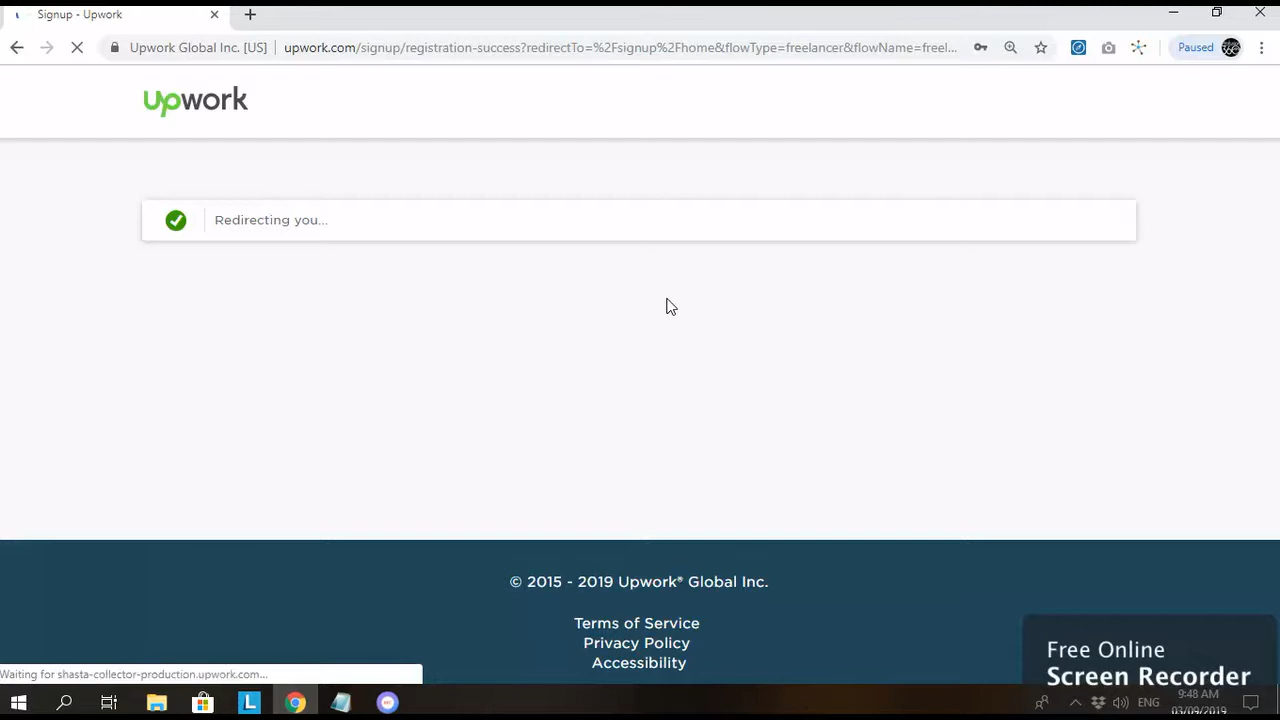 Signup - Upwork
Upwork Global Inc. [US]
upwork.com/signup/registration-success?redirectTo=%2Fsignup%2Fhome&flowType=freelancer&flowName=freel...
Paused
upwork
Redirecting you...
© 2015 - 2019 Upwork® Global Inc.
Terms of Service
Privacy Policy
Accessibility
Free Online
Screen Recorder
Waiting for shasta-collector-production.upwork.com...
L
ENG
9:48 AM
03/09/2019